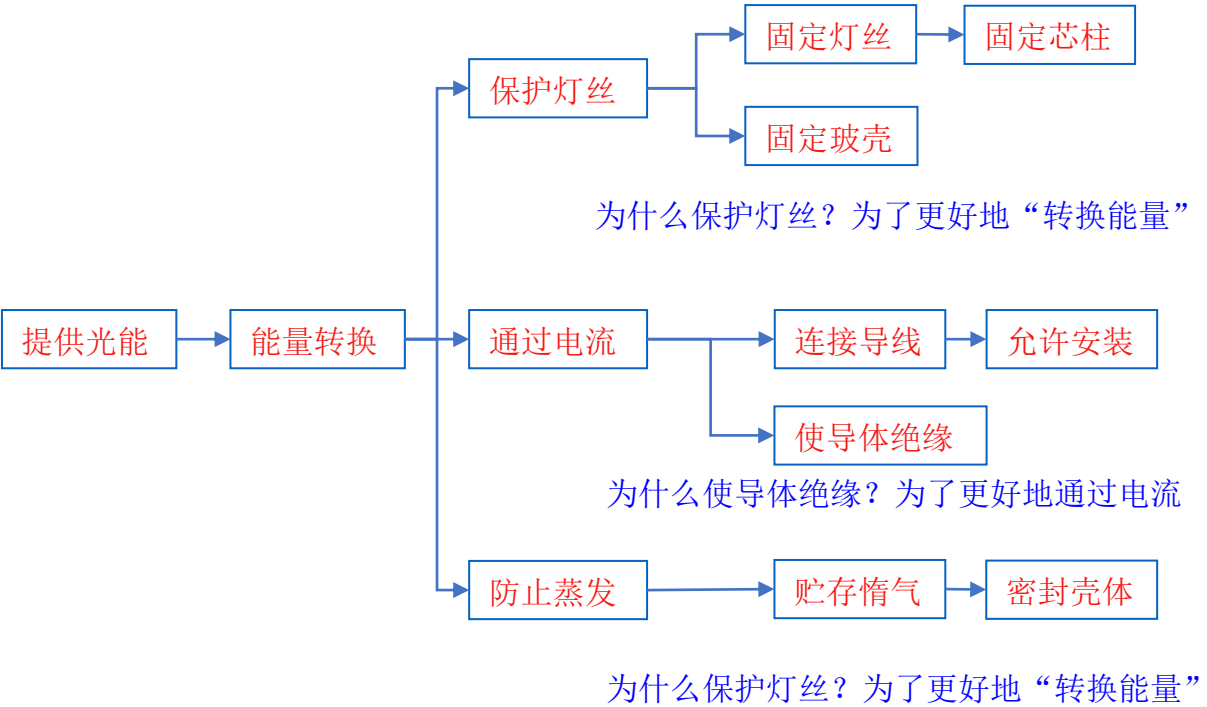 固定灯丝 固定芯柱
保护灯丝
固定玻壳
为什么保护灯丝？为了更好地“转换能量”
提供光能 能量转换 通过电流 连接导线 允许安装
使导体绝缘
为什么使导体绝缘？为了更好地通过电流
防止蒸发 贮存惰气 密封壳体
为什么保护灯丝？为了更好地“转换能量”